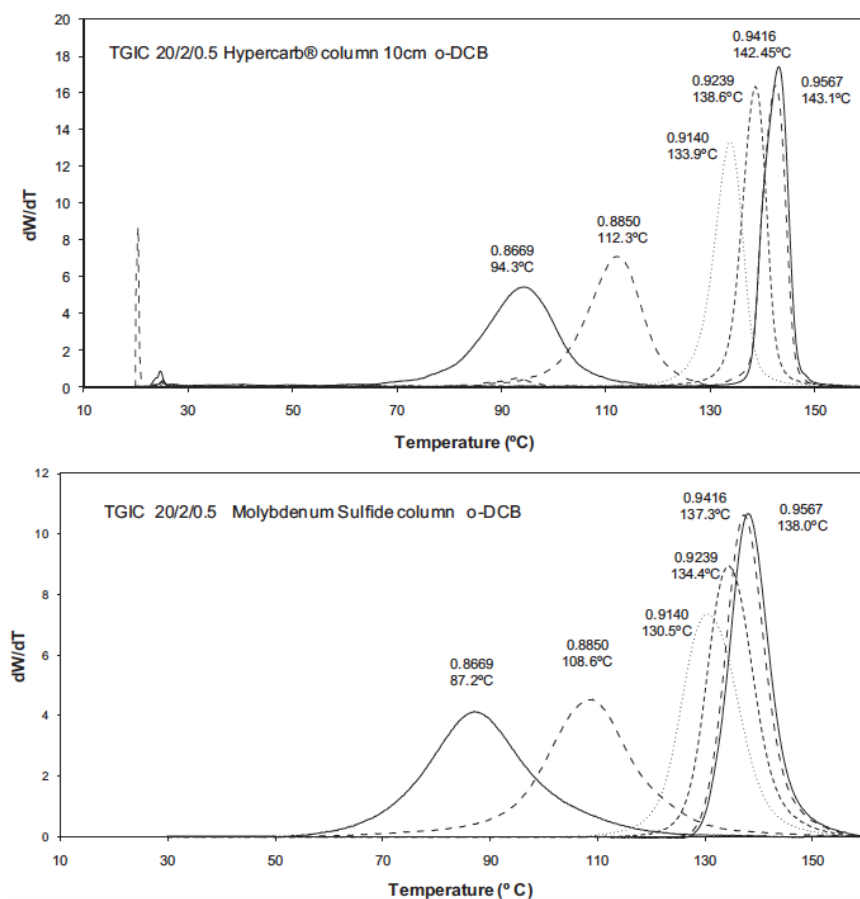 TGIC 20/2/0.5 Hypercarb® column 10cm o-DCB
20
18
16
14
12
10
8
6
4
2
0
dW/dT
0.8669
94.3ºC
0.8850
112.3ºC
0.9140
133.9ºC
0.9239
138.6ºC
0.9416
142.45ºC
0.9567
143.1ºC
10
30
50
70
90
110
130
150
Temperature (ºC)
TGIC 20/2/0.5 Molybdenum Sulfide column o-DCB
12
10
8
6
4
2
0
dW/dT
0.8669
87.2ºC
0.8850
108.6ºC
0.9140
130.5ºC
0.9239
134.4ºC
0.9416
137.3ºC
0.9567
138.0ºC
10
30
50
70
90
110
130
150
Temperature (º C)